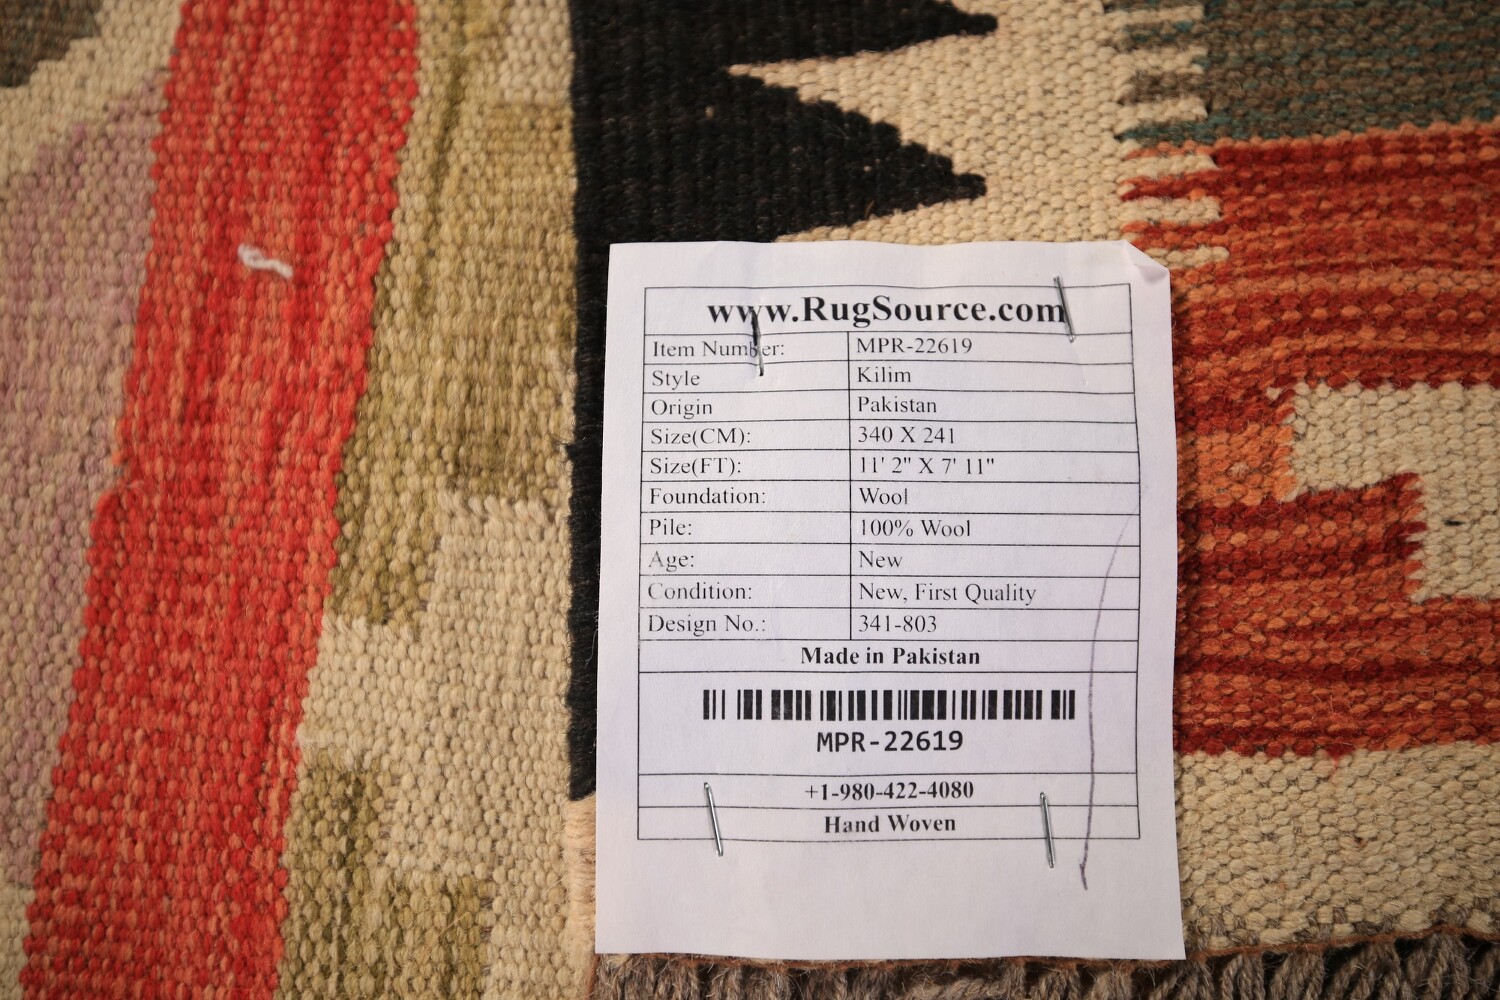 www.RugSource.com
Item Number: MPR-22619
Style Kilim
Origin Pakistan
Size(CM): 340 X 241
Size(FT): 11' 2" X 7' 11"
Foundation: Wool
Pile: 100% Wool
Age: New
Condition: New, First Quality
Design No.: 341-803
Made in Pakistan
MPR-22619
+1-980-422-4080
Hand Woven